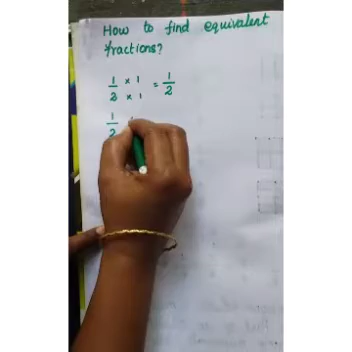 How to find equivalent
fractions?
1/2 × 1 / × 1 = 1/2
1/2